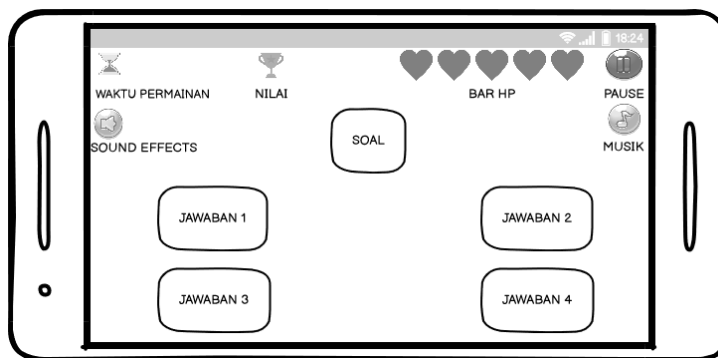 18:24
WAKTU PERMAINAN
NILAI
BAR HP
PAUSE
SOUND EFFECTS
SOAL
MUSIK
JAWABAN 1
JAWABAN 2
JAWABAN 3
JAWABAN 4